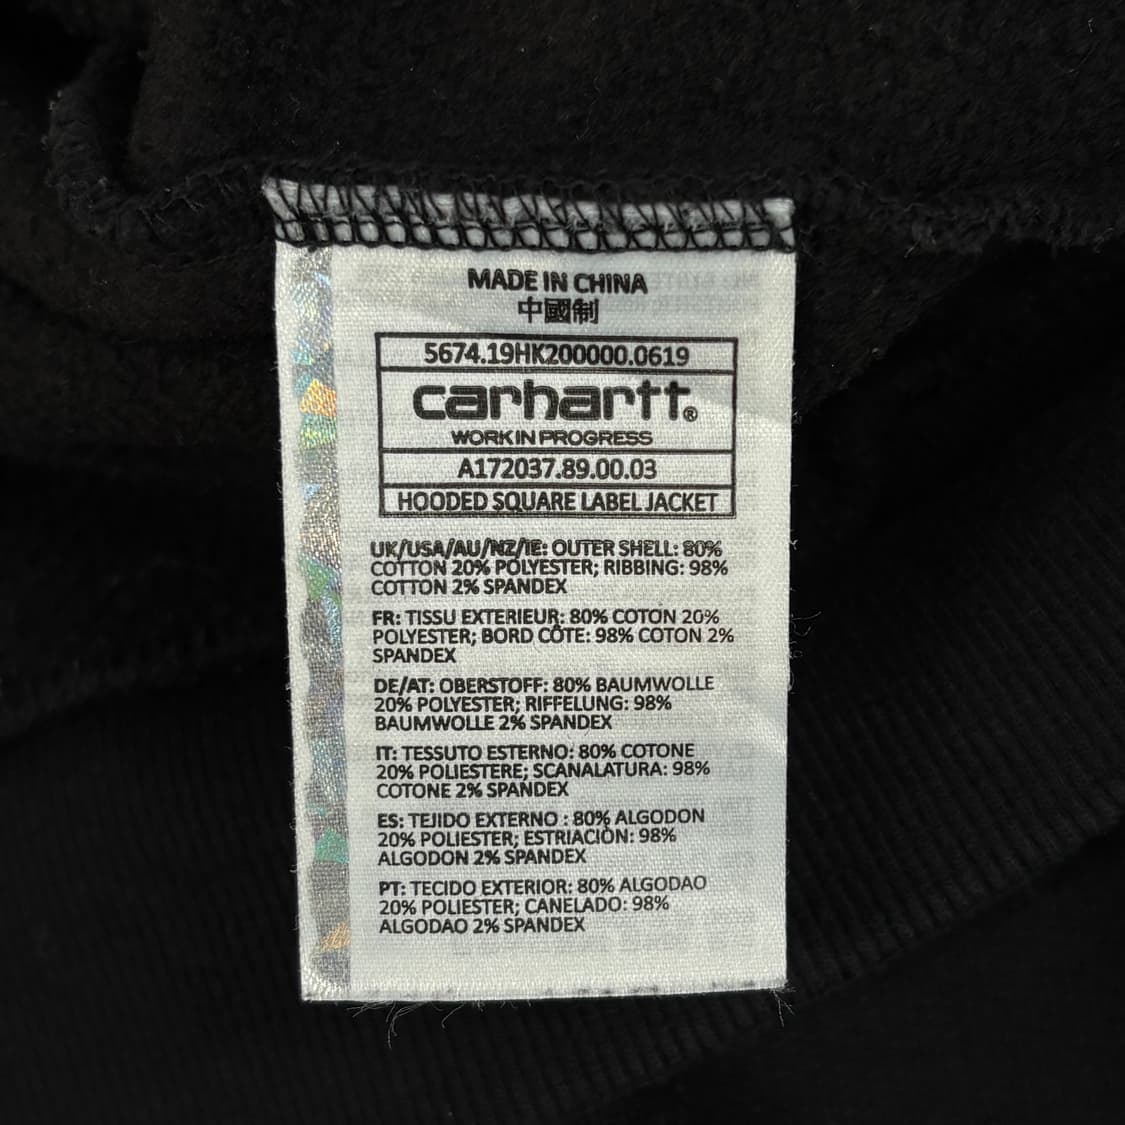 MADE IN CHINA
中國制
5674.19HK200000.0619
carhartt®
WORK IN PROGRESS
A172037.89.00.03
HOODED SQUARE LABEL JACKET
UK/USA/AU/NZ/IE: OUTER SHELL: 80%
COTTON 20% POLYESTER; RIBBING: 98%
COTTON 2% SPANDEX
FR: TISSU EXTERIEUR: 80% COTON 20%
POLYESTER; BORD CÔTE: 98% COTON 2%
SPANDEX
DE/AT: OBERSTOFF: 80% BAUMWOLLE
20% POLYESTER; RIFFELUNG: 98%
BAUMWOLLE 2% SPANDEX
IT: TESSUTO ESTERNO: 80% COTONE
20% POLIESTERE; SCANALATURA: 98%
COTONE 2% SPANDEX
ES: TEJIDO EXTERNO : 80% ALGODON
20% POLIESTER; ESTRIACIÒN: 98%
ALGODON 2% SPANDEX
PT: TECIDO EXTERIOR: 80% ALGODAO
20% POLIESTER; CANELADO: 98%
ALGODAO 2% SPANDEX